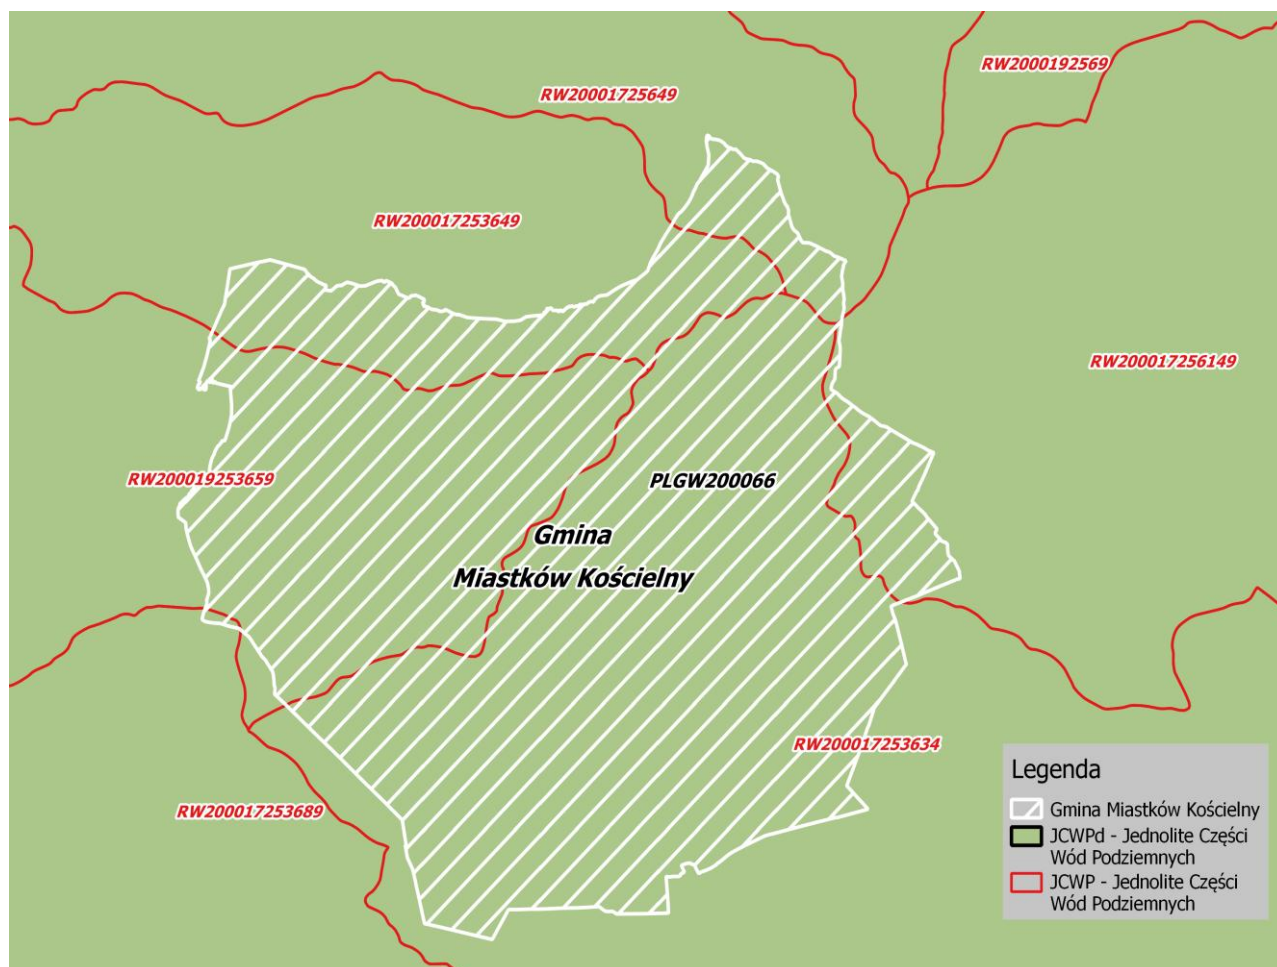 RW2000192569
RW20001725649
RW200017253649
RW200017256149
RW200019253659
PLGW200066
Gmina
Miastków Kościelny
RW200017253634
RW200017253689
Legenda
Gmina Miastków Kościelny
JCWPd - Jednolite Części
Wód Podziemnych
JCWP - Jednolite Części
Wód Podziemnych